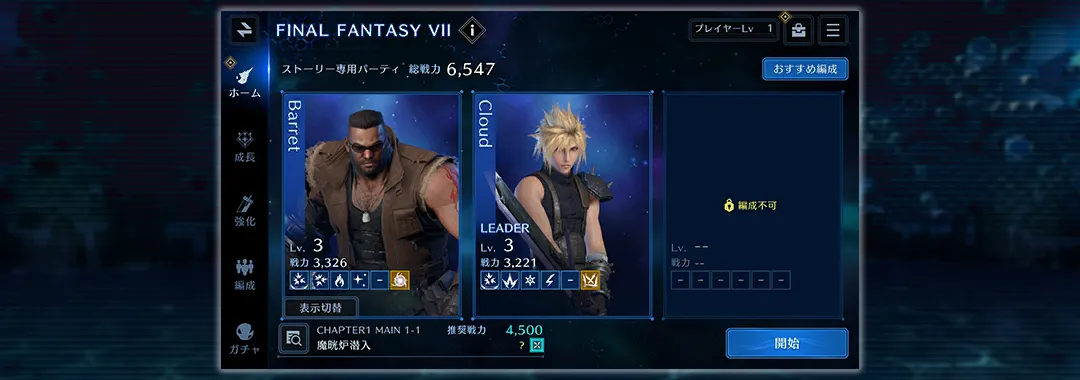 FINAL FANTASY VII
プレイヤーLv 1
ストーリー専用パーティ 総戦力 6,547
おすすめ編成
ホーム
成長
強化
編成
ガチャ
Barret
Lv. 3
戦力 3,326
-
表示切替
Cloud
LEADER
Lv. 3
戦力 3,221
-
編成不可
Lv. --
戦力 --
- - - - - -
CHAPTER1 MAIN 1-1
魔晄炉潜入
推奨戦力 4,500
?
開始